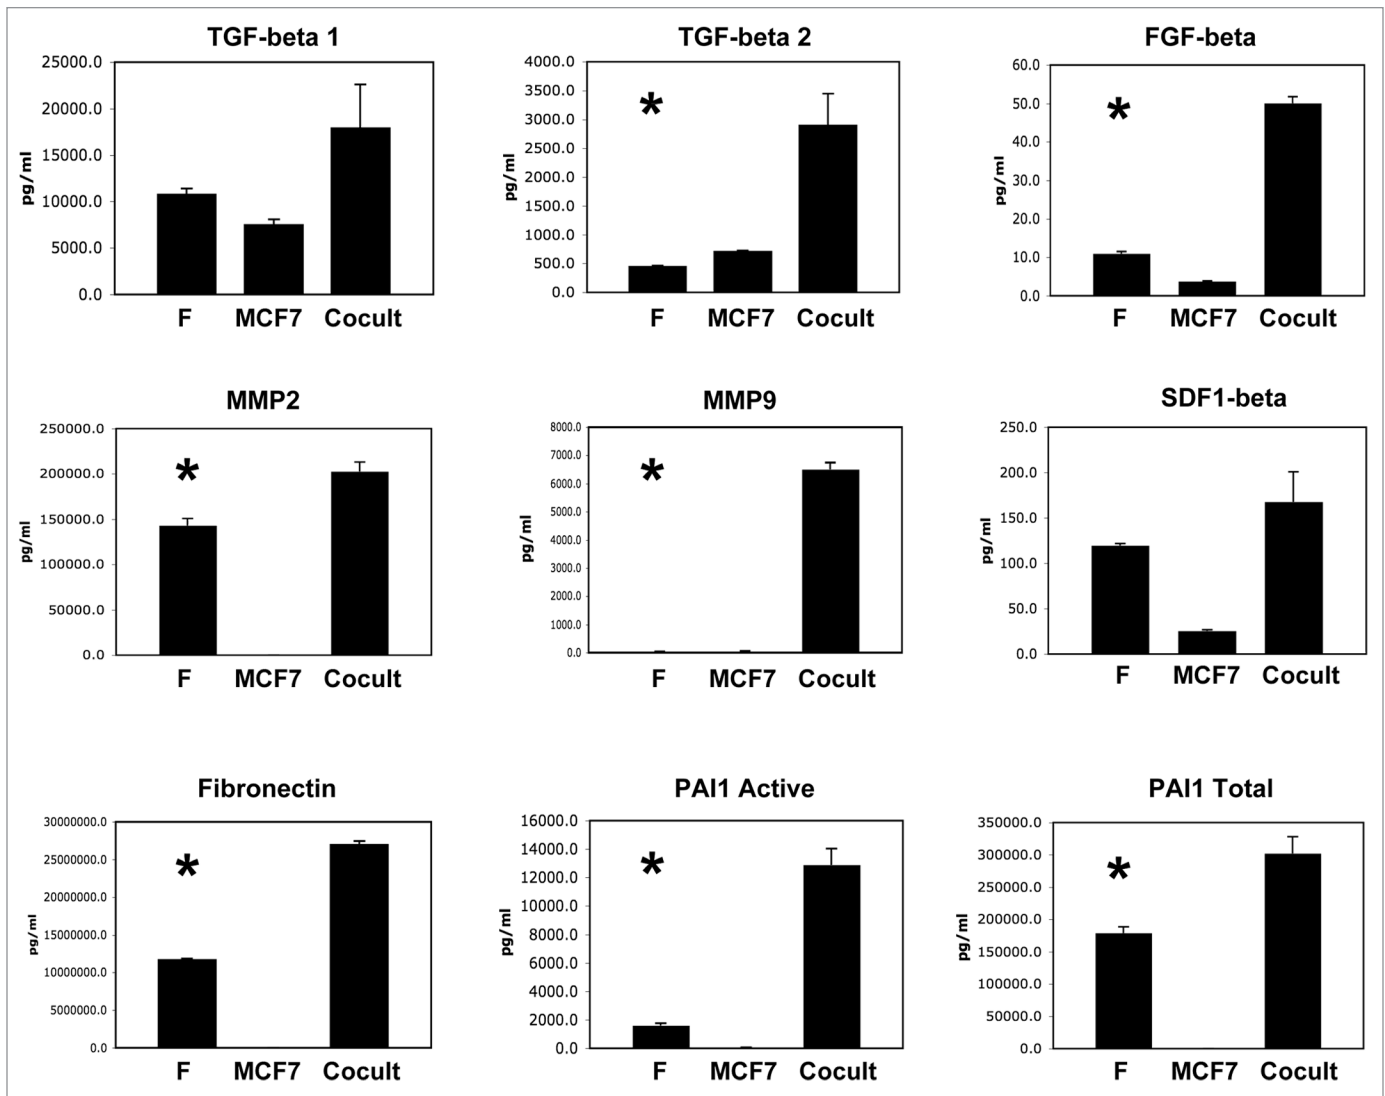 TGF-beta 1
25000.0
20000.0
15000.0
10000.0
5000.0
0.0
pg/ml
F MCF7 Cocult
TGF-beta 2
4000.0
3500.0
3000.0
2500.0
2000.0
1500.0
1000.0
500.0
0.0
pg/ml
*
F MCF7 Cocult
FGF-beta
60.0
50.0
40.0
30.0
20.0
10.0
0.0
pg/ml
*
F MCF7 Cocult
MMP2
250000.0
200000.0
150000.0
100000.0
50000.0
0.0
pg/ml
*
F MCF7 Cocult
MMP9
8000.0
7000.0
6000.0
5000.0
4000.0
3000.0
2000.0
1000.0
0.0
pg/ml
*
F MCF7 Cocult
SDF1-beta
250.0
200.0
150.0
100.0
50.0
0.0
pg/ml
F MCF7 Cocult
Fibronectin
30000000.0
25000000.0
20000000.0
15000000.0
10000000.0
5000000.0
0.0
pg/ml
*
F MCF7 Cocult
PAI1 Active
16000.0
14000.0
12000.0
10000.0
8000.0
6000.0
4000.0
2000.0
0.0
pg/ml
*
F MCF7 Cocult
PAI1 Total
350000.0
300000.0
250000.0
200000.0
150000.0
100000.0
50000.0
0.0
pg/ml
*
F MCF7 Cocult